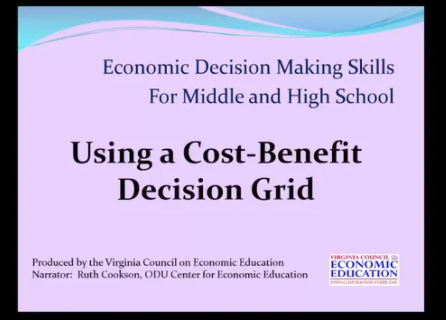 Economic Decision Making Skills
For Middle and High School
Using a Cost-Benefit
Decision Grid
Produced by the Virginia Council on Economic Education
Narrator: Ruth Cookson, ODU Center for Economic Education
VIRGINIA COUNCIL ON
ECONOMIC
EDUCATION